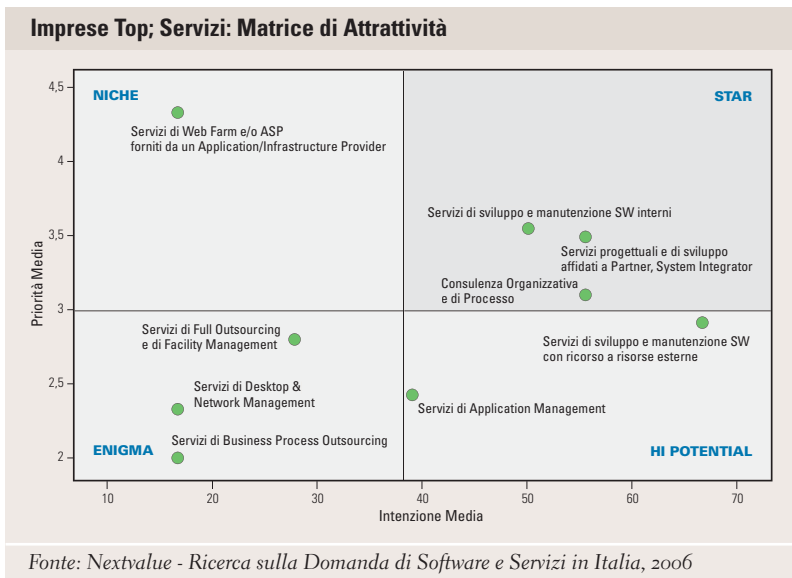 Imprese Top; Servizi: Matrice di Attrattività
4,5
NICHE
STAR
Servizi di Web Farm e/o ASP
forniti da un Application/Infrastructure Provider
4
Servizi di sviluppo e manutenzione SW interni
3,5
Servizi progettuali e di sviluppo
affidati a Partner, System Integrator
Consulenza Organizzativa
e di Processo
Priorità Media
3
Servizi di Full Outsourcing
e di Facility Management
Servizi di sviluppo e manutenzione SW
con ricorso a risorse esterne
2,5
Servizi di Desktop &
Network Management
Servizi di Application Management
Servizi di Business Process Outsourcing
ENIGMA
HI POTENTIAL
2
10 20 30 40 50 60 70
Intenzione Media
Fonte: Nextvalue - Ricerca sulla Domanda di Software e Servizi in Italia, 2006